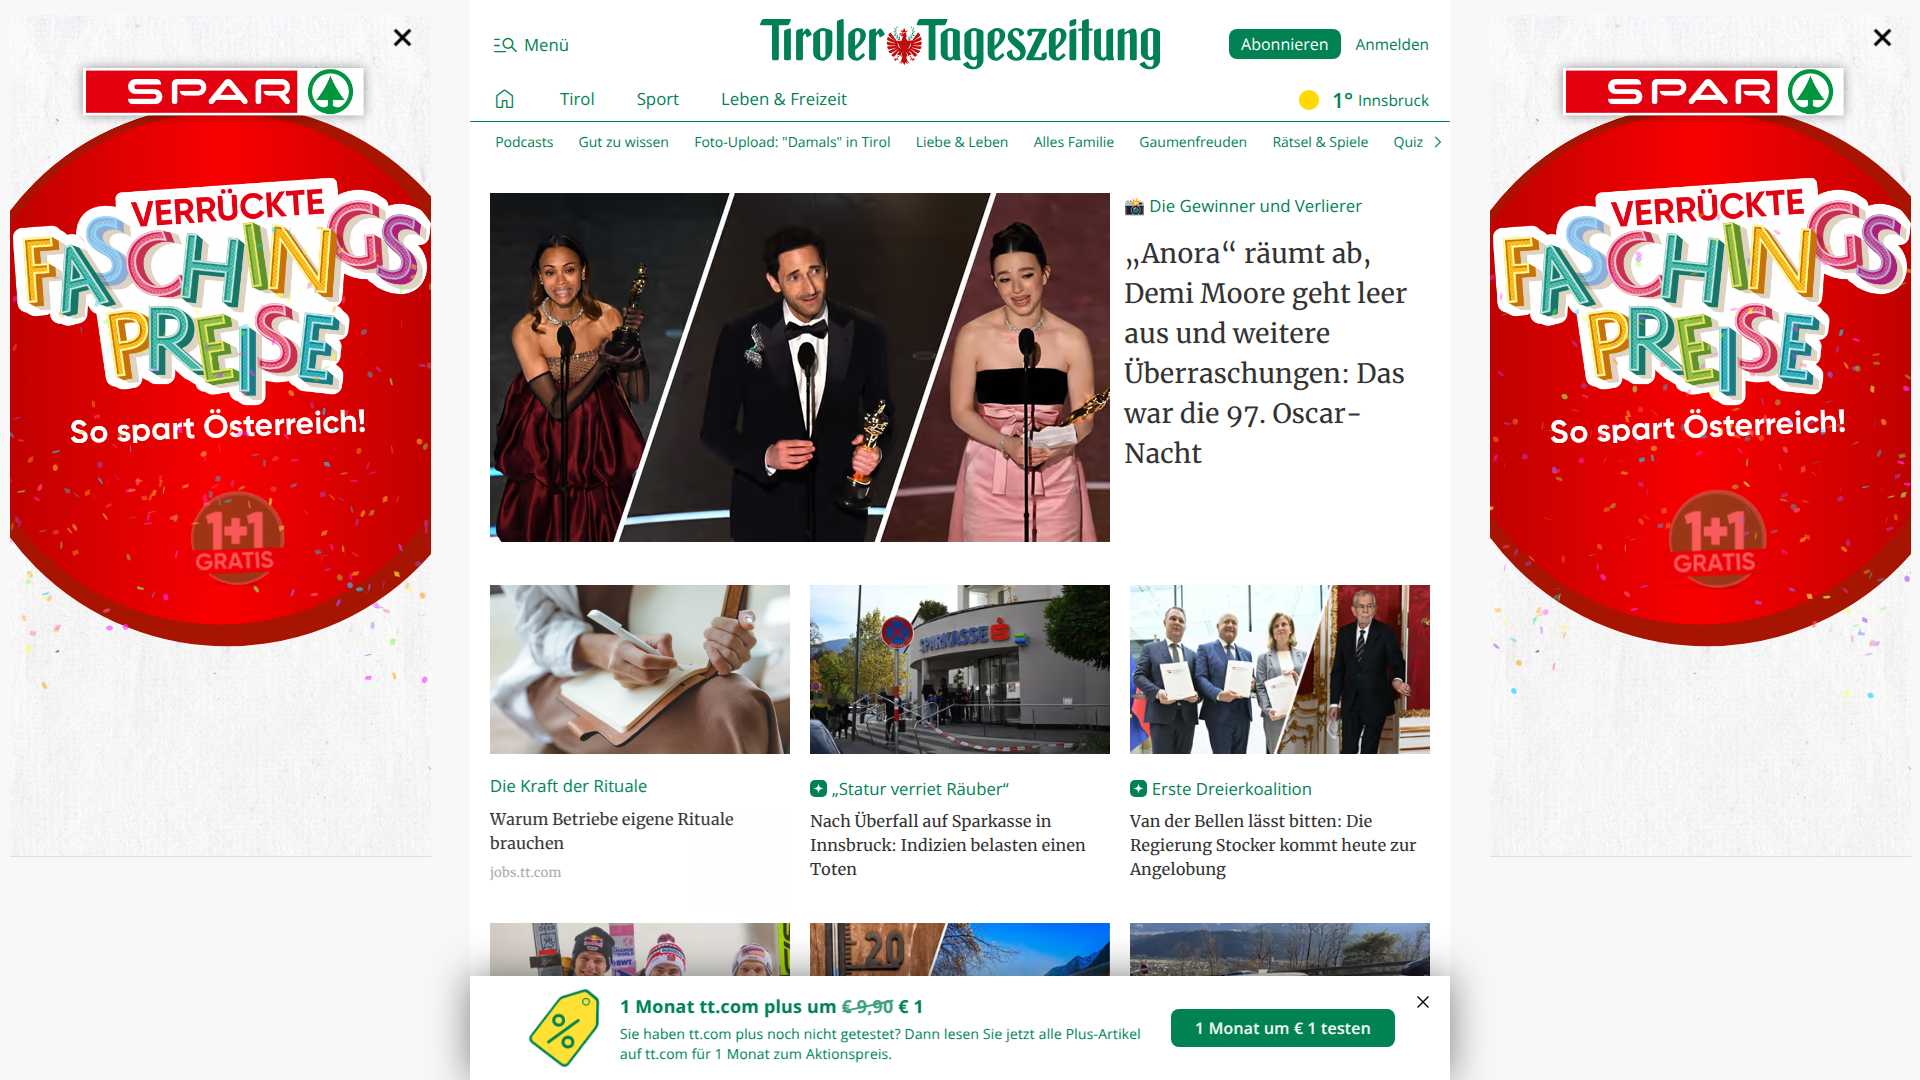 Menü
Tiroler Tageszeitung
Abonnieren
Anmelden
Tirol
Sport
Leben & Freizeit
1° Innsbruck
Podcasts
Gut zu wissen
Foto-Upload: "Damals" in Tirol
Liebe & Leben
Alles Familie
Gaumenfreuden
Rätsel & Spiele
Quiz
SPAR
VERRÜCKTE
FASCHINGS
PREISE
So spart Österreich!
1+1
GRATIS
📸 Die Gewinner und Verlierer
„Anora“ räumt ab,
Demi Moore geht leer
aus und weitere
Überraschungen: Das
war die 97. Oscar-
Nacht
SPAR
VERRÜCKTE
FASCHINGS
PREISE
So spart Österreich!
1+1
GRATIS
SPARKASSE
Die Kraft der Rituale
Warum Betriebe eigene Rituale
brauchen
jobs.tt.com
„Statur verriet Räuber“
Nach Überfall auf Sparkasse in
Innsbruck: Indizien belasten einen
Toten
Erste Dreierkoalition
Van der Bellen lässt bitten: Die
Regierung Stocker kommt heute zur
Angelobung
20
1 Monat tt.com plus um € 9,90 € 1
Sie haben tt.com plus noch nicht getestet? Dann lesen Sie jetzt alle Plus-Artikel
auf tt.com für 1 Monat zum Aktionspreis.
1 Monat um € 1 testen